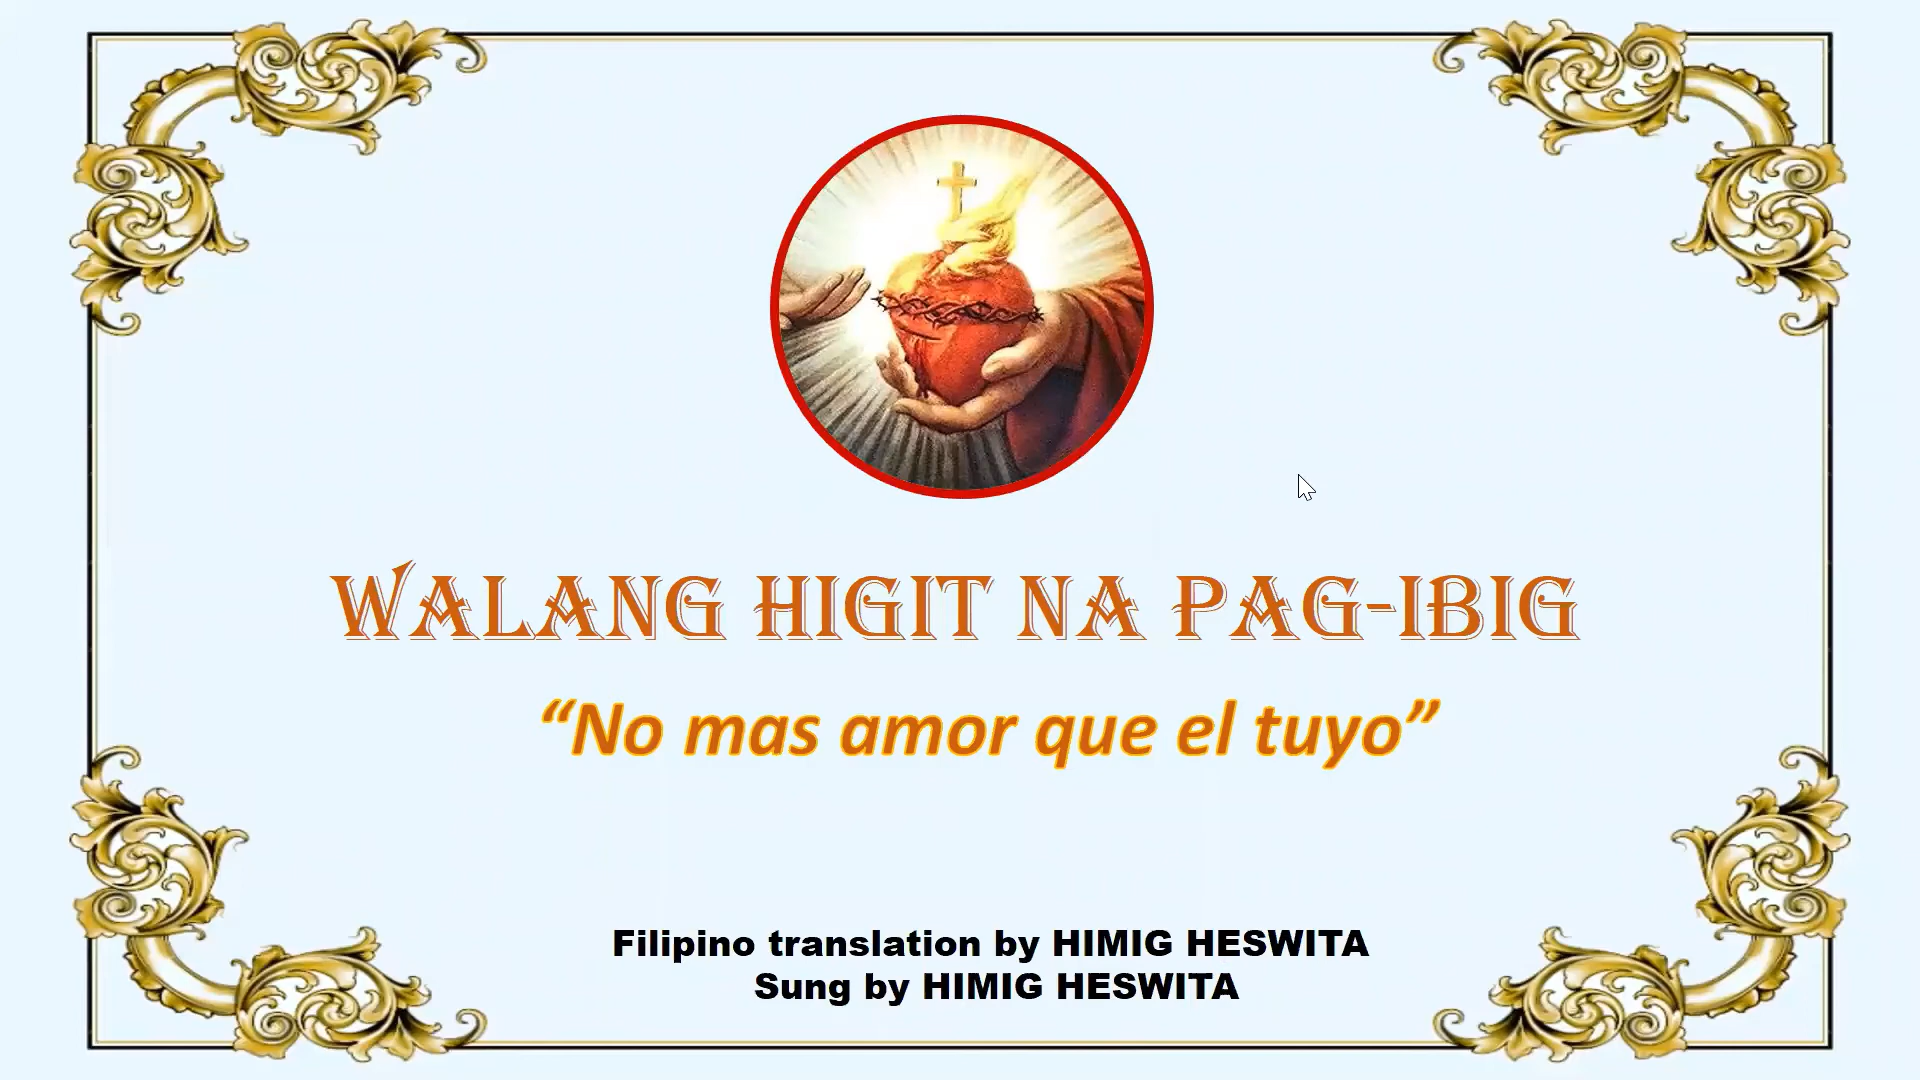 WALANG HIGIT NA PAG-IBIG
“No mas amor que el tuyo”
Filipino translation by HIMIG HESWITA
Sung by HIMIG HESWITA